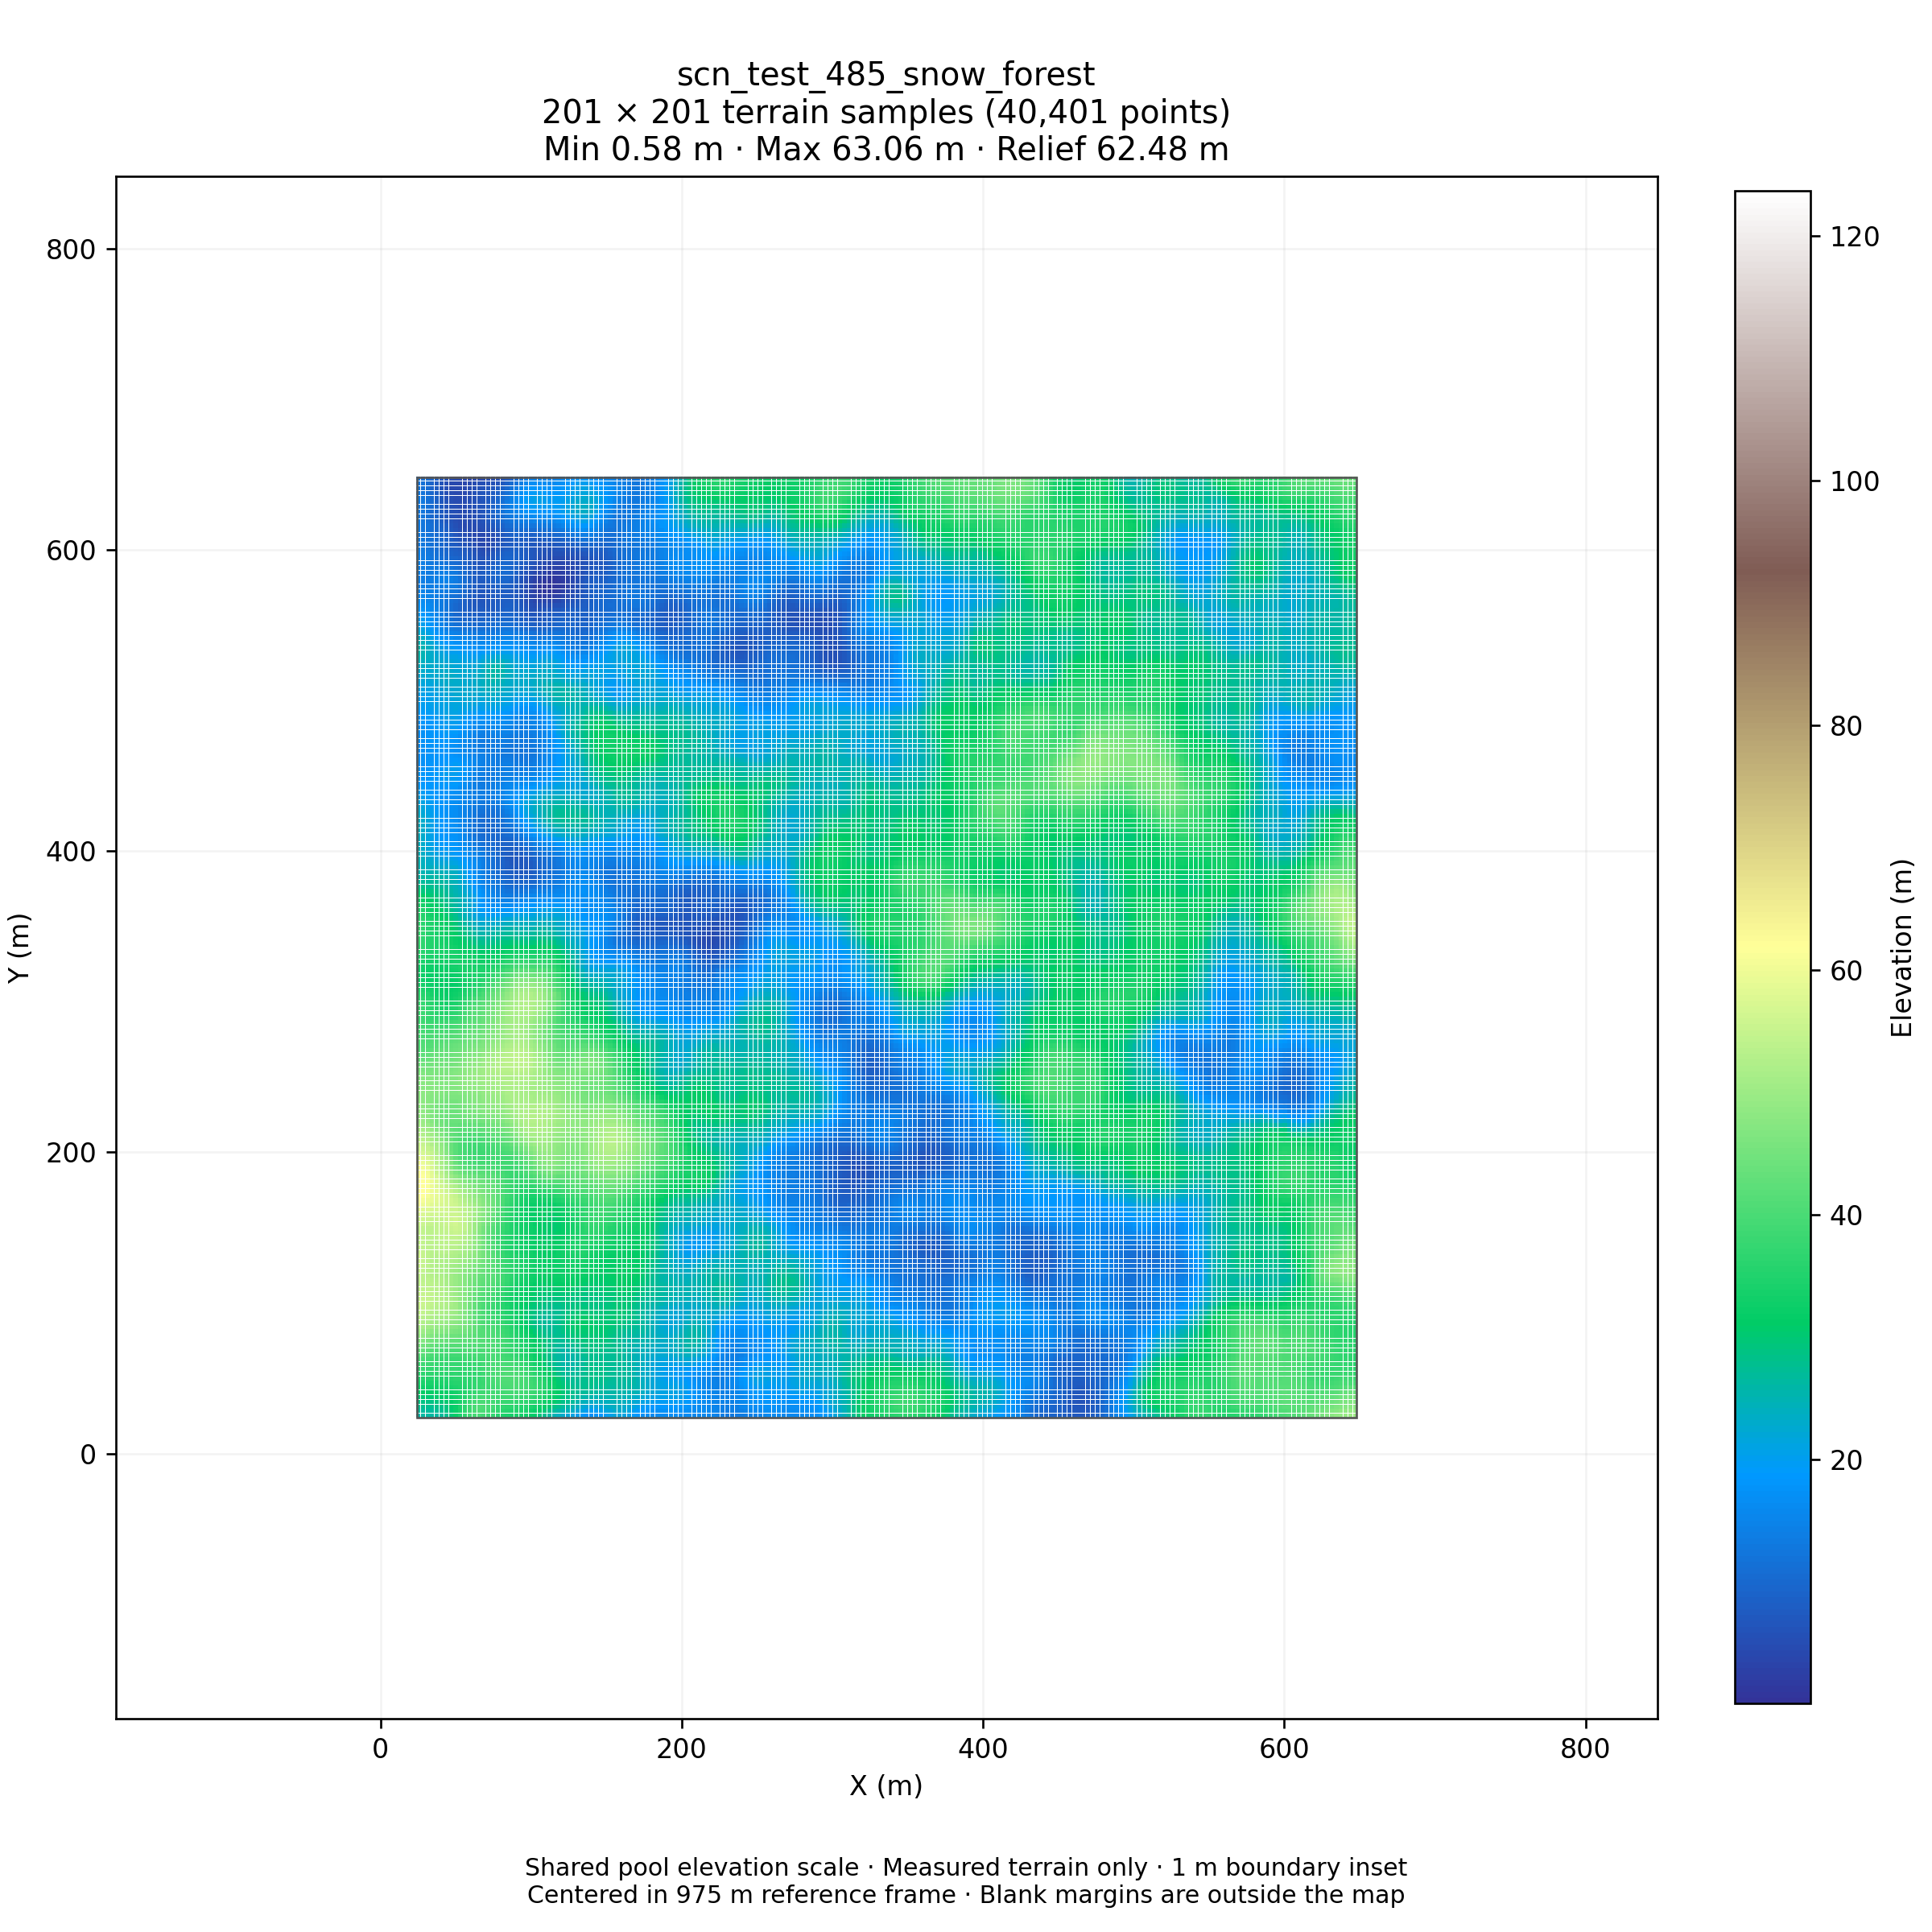 scn_test_485_snow_forest
201 × 201 terrain samples (40,401 points)
Min 0.58 m · Max 63.06 m · Relief 62.48 m
800
600
400
200
0
Y (m)
0 200 400 600 800
X (m)
120
100
80
60
40
20
Elevation (m)
Shared pool elevation scale · Measured terrain only · 1 m boundary inset
Centered in 975 m reference frame · Blank margins are outside the map